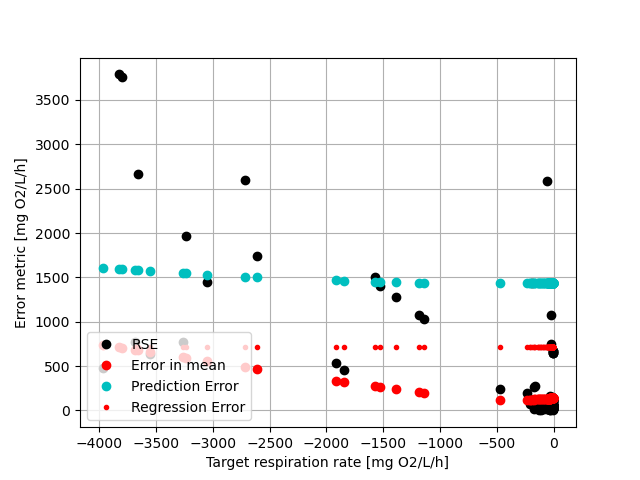 3500
3000
2500
2000
1500
1000
500
0
Error metric [mg O2/L/h]
RSE
Error in mean
Prediction Error
Regression Error
−4000 −3500 −3000 −2500 −2000 −1500 −1000 −500 0
Target respiration rate [mg O2/L/h]